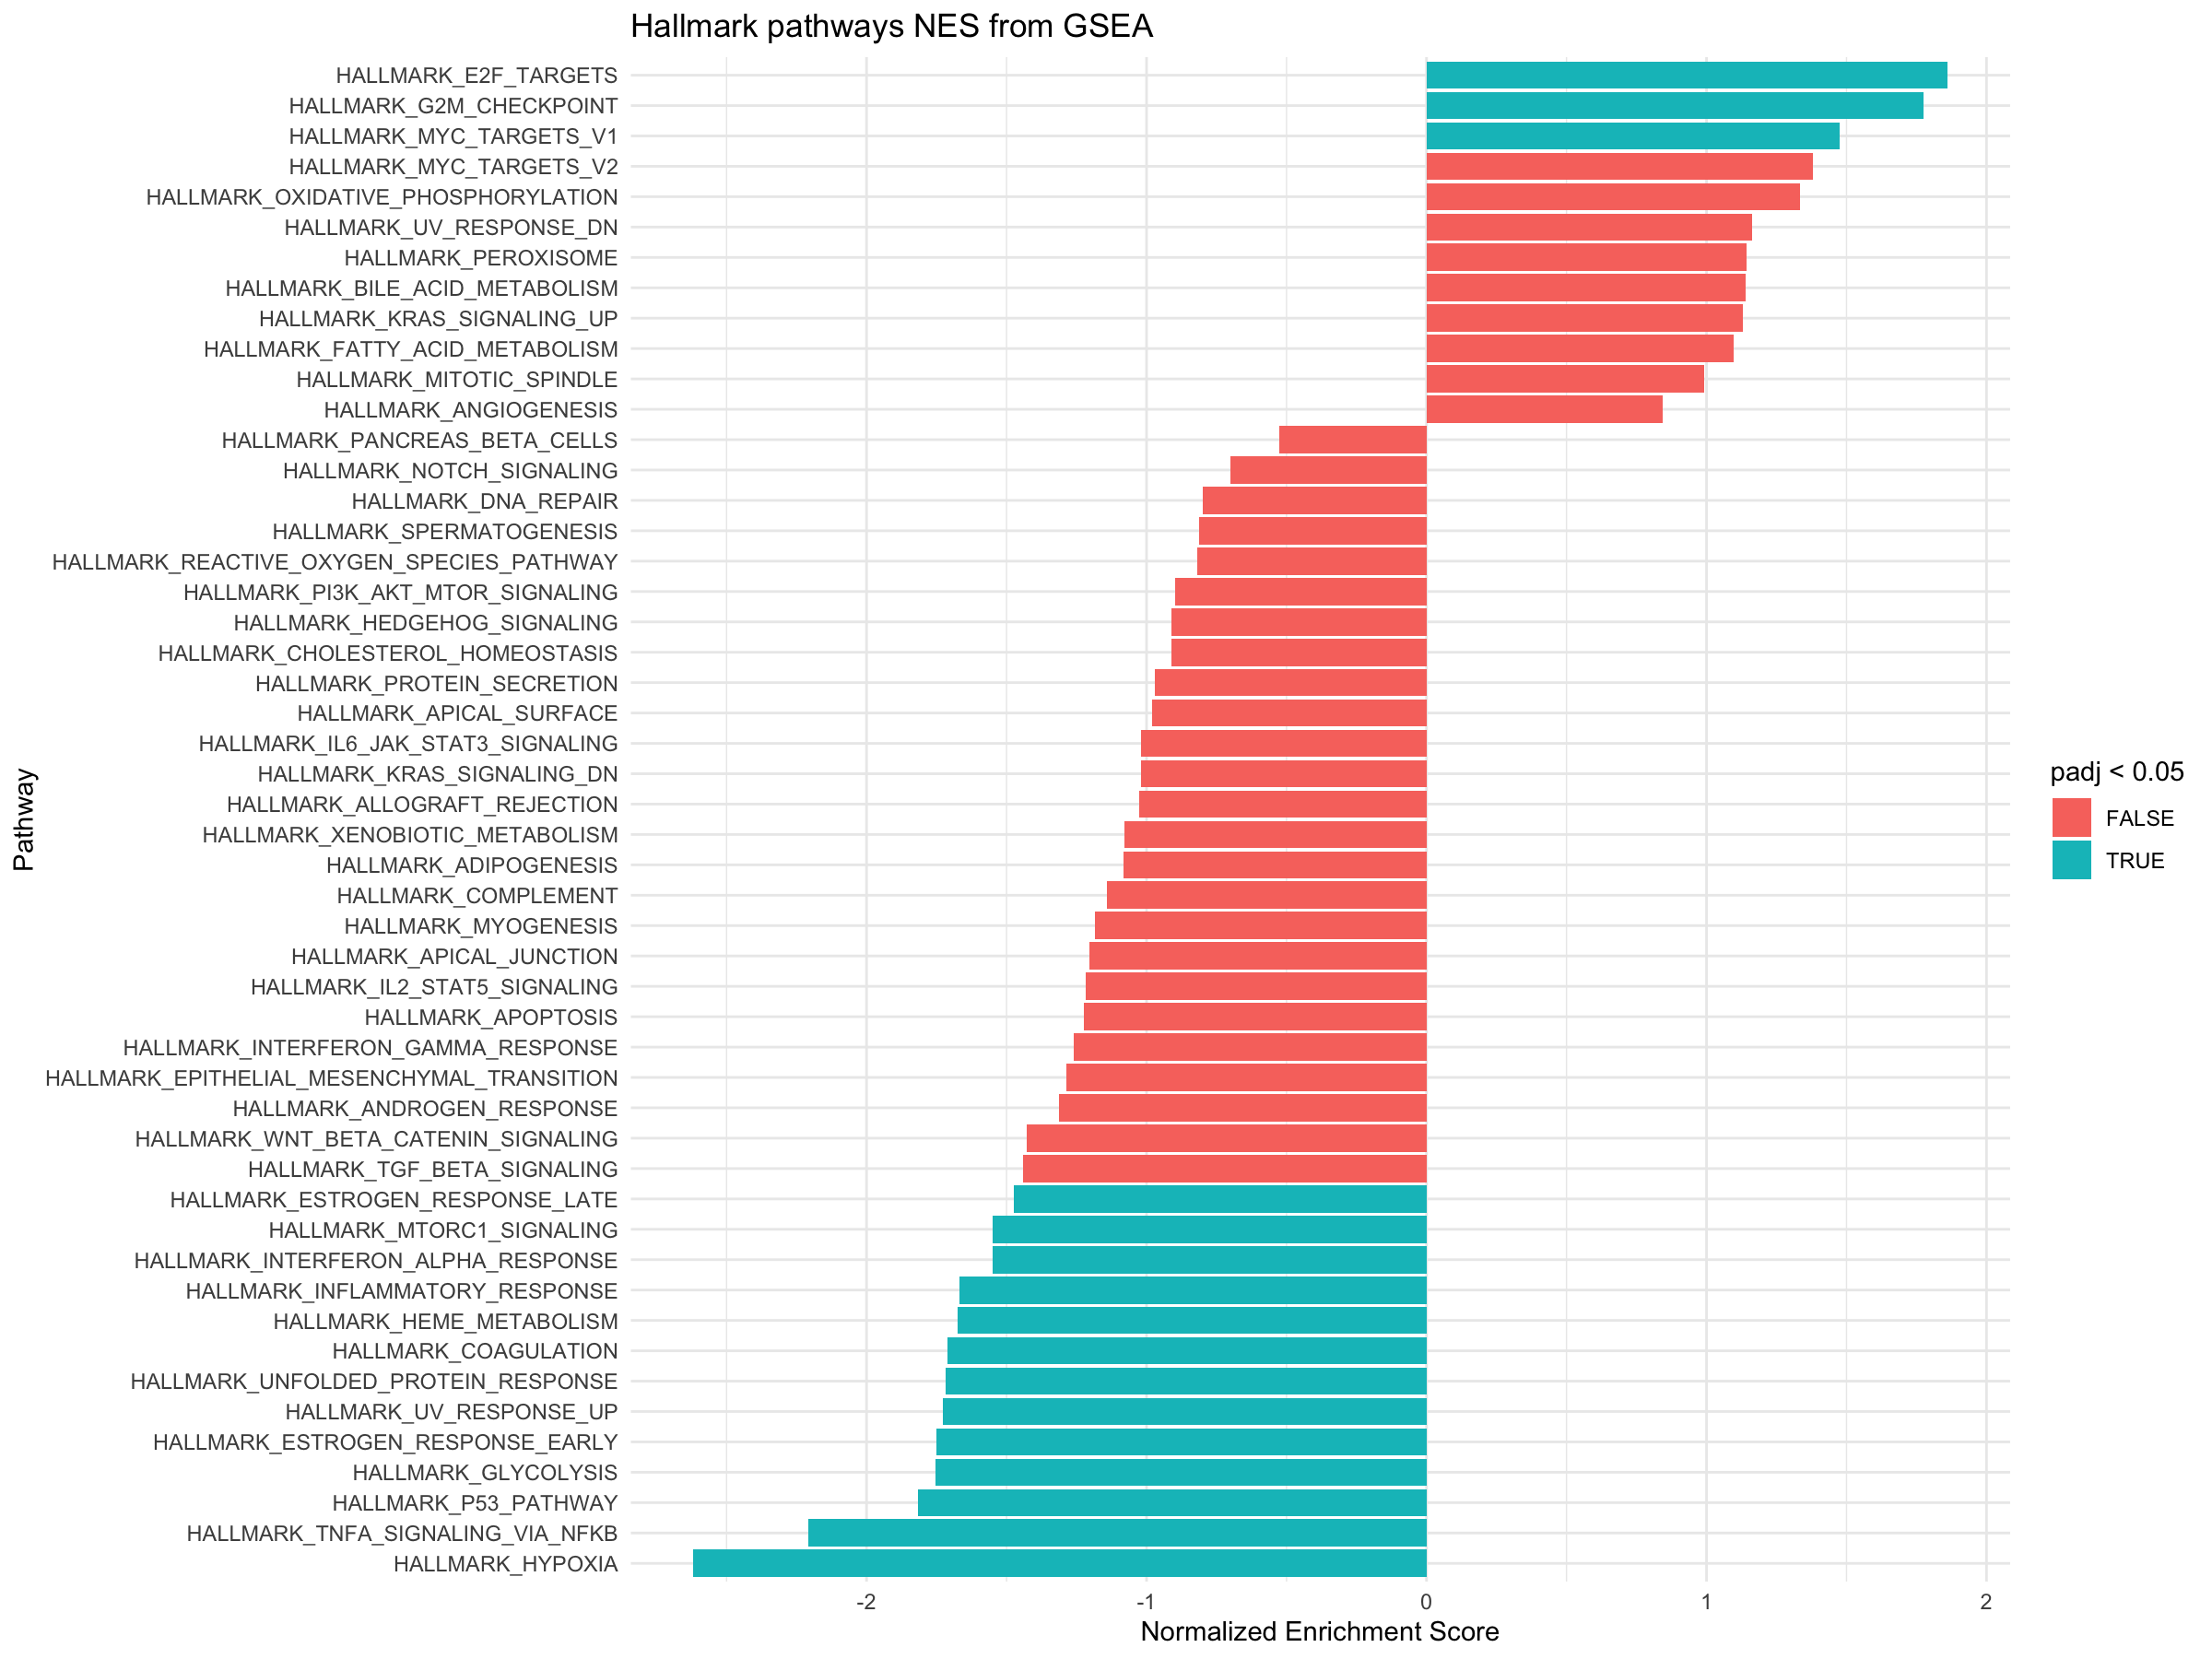 Hallmark pathways NES from GSEA
HALLMARK_E2F_TARGETS
HALLMARK_G2M_CHECKPOINT
HALLMARK_MYC_TARGETS_V1
HALLMARK_MYC_TARGETS_V2
HALLMARK_OXIDATIVE_PHOSPHORYLATION
HALLMARK_UV_RESPONSE_DN
HALLMARK_PEROXISOME
HALLMARK_BILE_ACID_METABOLISM
HALLMARK_KRAS_SIGNALING_UP
HALLMARK_FATTY_ACID_METABOLISM
HALLMARK_MITOTIC_SPINDLE
HALLMARK_ANGIOGENESIS
HALLMARK_PANCREAS_BETA_CELLS
HALLMARK_NOTCH_SIGNALING
HALLMARK_DNA_REPAIR
HALLMARK_SPERMATOGENESIS
HALLMARK_REACTIVE_OXYGEN_SPECIES_PATHWAY
HALLMARK_PI3K_AKT_MTOR_SIGNALING
HALLMARK_HEDGEHOG_SIGNALING
HALLMARK_CHOLESTEROL_HOMEOSTASIS
HALLMARK_PROTEIN_SECRETION
HALLMARK_APICAL_SURFACE
HALLMARK_IL6_JAK_STAT3_SIGNALING
HALLMARK_KRAS_SIGNALING_DN
HALLMARK_ALLOGRAFT_REJECTION
HALLMARK_XENOBIOTIC_METABOLISM
HALLMARK_ADIPOGENESIS
HALLMARK_COMPLEMENT
HALLMARK_MYOGENESIS
HALLMARK_APICAL_JUNCTION
HALLMARK_IL2_STAT5_SIGNALING
HALLMARK_APOPTOSIS
HALLMARK_INTERFERON_GAMMA_RESPONSE
HALLMARK_EPITHELIAL_MESENCHYMAL_TRANSITION
HALLMARK_ANDROGEN_RESPONSE
HALLMARK_WNT_BETA_CATENIN_SIGNALING
HALLMARK_TGF_BETA_SIGNALING
HALLMARK_ESTROGEN_RESPONSE_LATE
HALLMARK_MTORC1_SIGNALING
HALLMARK_INTERFERON_ALPHA_RESPONSE
HALLMARK_INFLAMMATORY_RESPONSE
HALLMARK_HEME_METABOLISM
HALLMARK_COAGULATION
HALLMARK_UNFOLDED_PROTEIN_RESPONSE
HALLMARK_UV_RESPONSE_UP
HALLMARK_ESTROGEN_RESPONSE_EARLY
HALLMARK_GLYCOLYSIS
HALLMARK_P53_PATHWAY
HALLMARK_TNFA_SIGNALING_VIA_NFKB
HALLMARK_HYPOXIA
Pathway
-2 -1 0 1 2
Normalized Enrichment Score
padj < 0.05
FALSE
TRUE